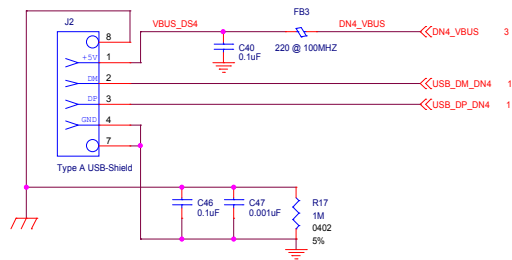 J2
VBUS_DS4
FB3
DN4_VBUS
DN4_VBUS 3
8
+5V 1
C40
0.1uF
220 @ 100MHZ
DM 2
USB_DM_DN4 1
DP 3
USB_DP_DN4 1
GND 4
7
Type A USB-Shield
C46
0.1uF
C47
0.001uF
R17
1M
0402
5%